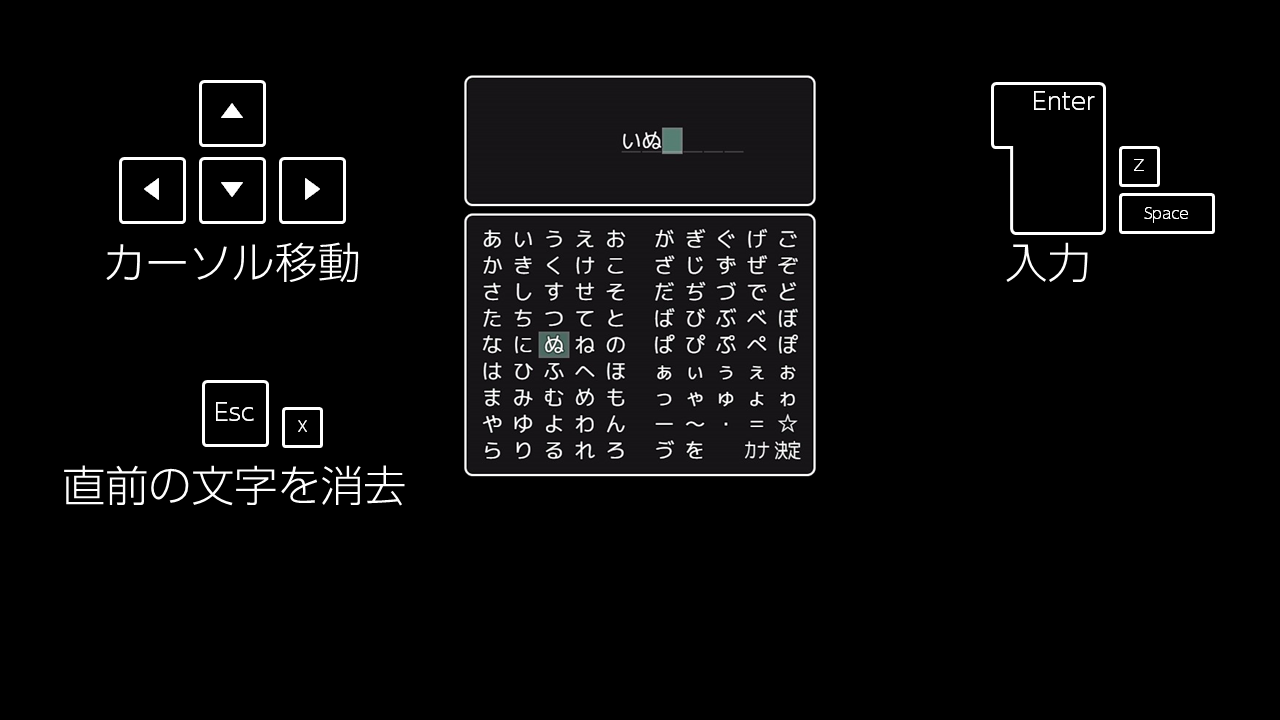 いぬ
あいうえお がぎぐげご
かきくけこ ざじずぜぞ
さしすせそ だぢづでど
たちつてと ばびぶべぼ
なにぬねの ぱぴぷぺぽ
はひふへほ ぁぃぅぇぉ
まみむめも っゃゅょゎ
やゆよわん ー～・＝☆
らりるれろ ゔを カナ 決定
カーソル移動
Esc X
直前の文字を消去
Enter
Z
Space
入力